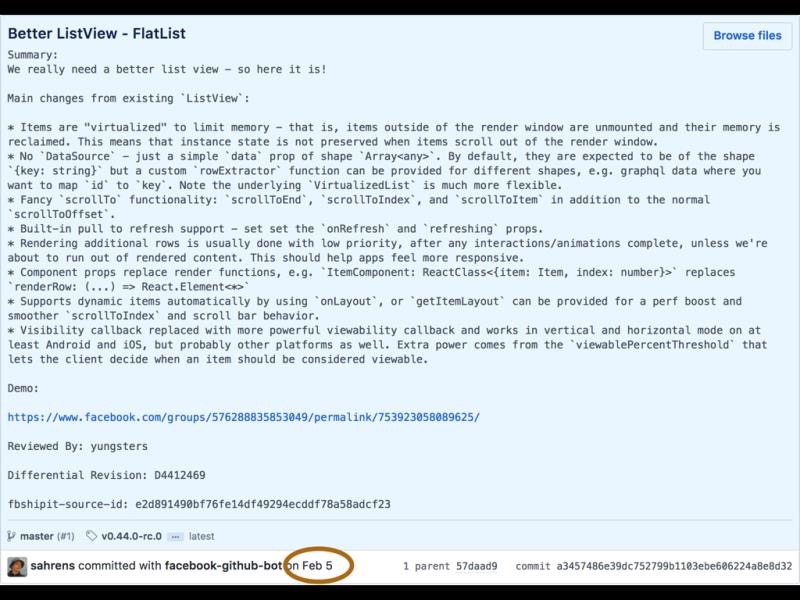 Better ListView - FlatList
Browse files
Summary:
We really need a better list view - so here it is!
Main changes from existing `ListView`:
* Items are "virtualized" to limit memory - that is, items outside of the render window are unmounted and their memory is
reclaimed. This means that instance state is not preserved when items scroll out of the render window.
* No `DataSource` - just a simple `data` prop of shape `Array<any>`. By default, they are expected to be of the shape
`{key: string}` but a custom `rowExtractor` function can be provided for different shapes, e.g. graphql data where you
want to map `id` to `key`. Note the underlying `VirtualizedList` is much more flexible.
* Fancy `scrollTo` functionality: `scrollToEnd`, `scrollToIndex`, and `scrollToItem` in addition to the normal
`scrollToOffset`.
* Built-in pull to refresh support - set set the `onRefresh` and `refreshing` props.
* Rendering additional rows is usually done with low priority, after any interactions/animations complete, unless we're
about to run out of rendered content. This should help apps feel more responsive.
* Component props replace render functions, e.g. `ItemComponent: ReactClass<{item: Item, index: number}>` replaces
`renderRow: (...) => React.Element<*>`
* Supports dynamic items automatically by using `onLayout`, or `getItemLayout` can be provided for a perf boost and
smoother `scrollToIndex` and scroll bar behavior.
* Visibility callback replaced with more powerful viewability callback and works in vertical and horizontal mode on at
least Android and iOS, but probably other platforms as well. Extra power comes from the `viewablePercentThreshold` that
lets the client decide when an item should be considered viewable.
Demo:
https://www.facebook.com/groups/576288835853049/permalink/753923058089625/
Reviewed By: yungsters
Differential Revision: D4412469
fbshipit-source-id: e2d891490bf76fe14df49294ecddf78a58adcf23
master (#1) v0.44.0-rc.0 ... latest
sahrens committed with facebook-github-bot on Feb 5 1 parent 57daad9 commit a3457486e39dc752799b1103ebe606224a8e8d32